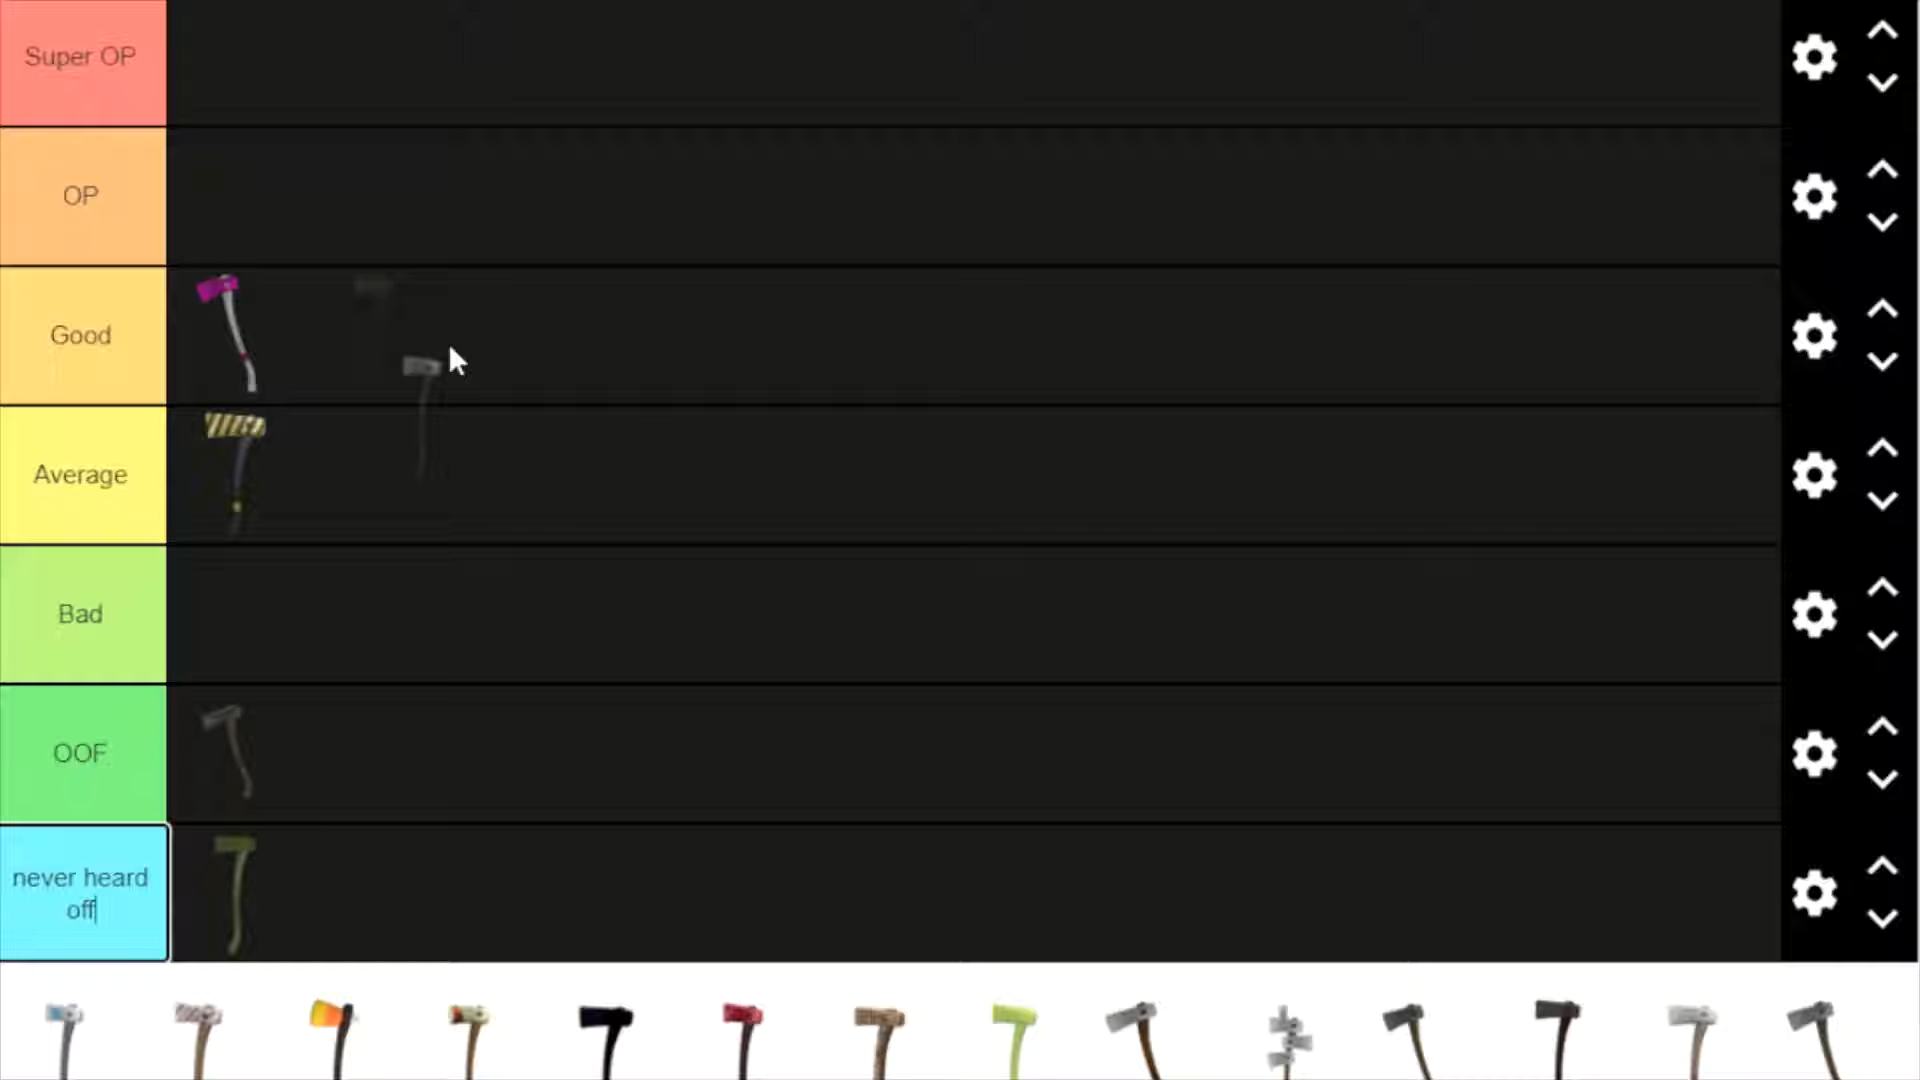 Super OP
OP
Good
Average
Bad
OOF
never heard
off